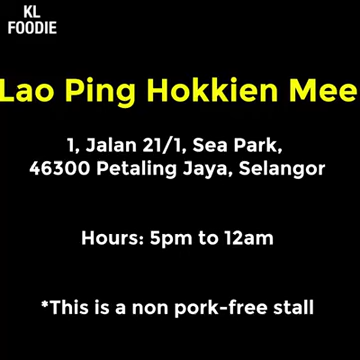 KL
FOODIE
Lao Ping Hokkien Mee
1, Jalan 21/1, Sea Park,
46300 Petaling Jaya, Selangor
Hours: 5pm to 12am
*This is a non pork-free stall